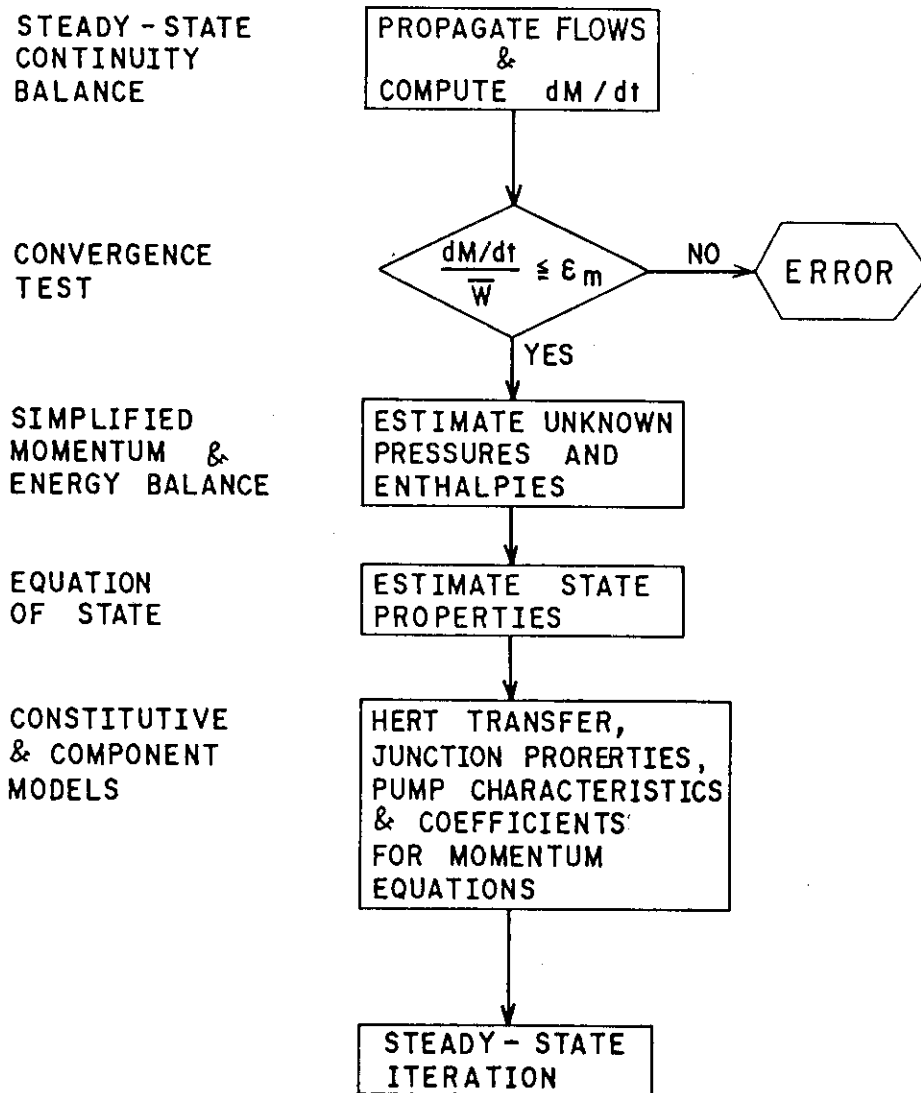 STEADY-STATE
CONTINUITY
BALANCE
PROPAGATE FLOWS
&
COMPUTE dM/dt
CONVERGENCE
TEST
dM/dt
W̅
≦ εm
NO
ERROR
YES
SIMPLIFIED
MOMENTUM &
ENERGY BALANCE
ESTIMATE UNKNOWN
PRESSURES AND
ENTHALPIES
EQUATION
OF STATE
ESTIMATE STATE
PROPERTIES
CONSTITUTIVE
& COMPONENT
MODELS
HERT TRANSFER,
JUNCTION PRORERTIES,
PUMP CHARACTERISTICS
& COEFFICIENTS
FOR MOMENTUM
EQUATIONS
STEADY-STATE
ITERATION